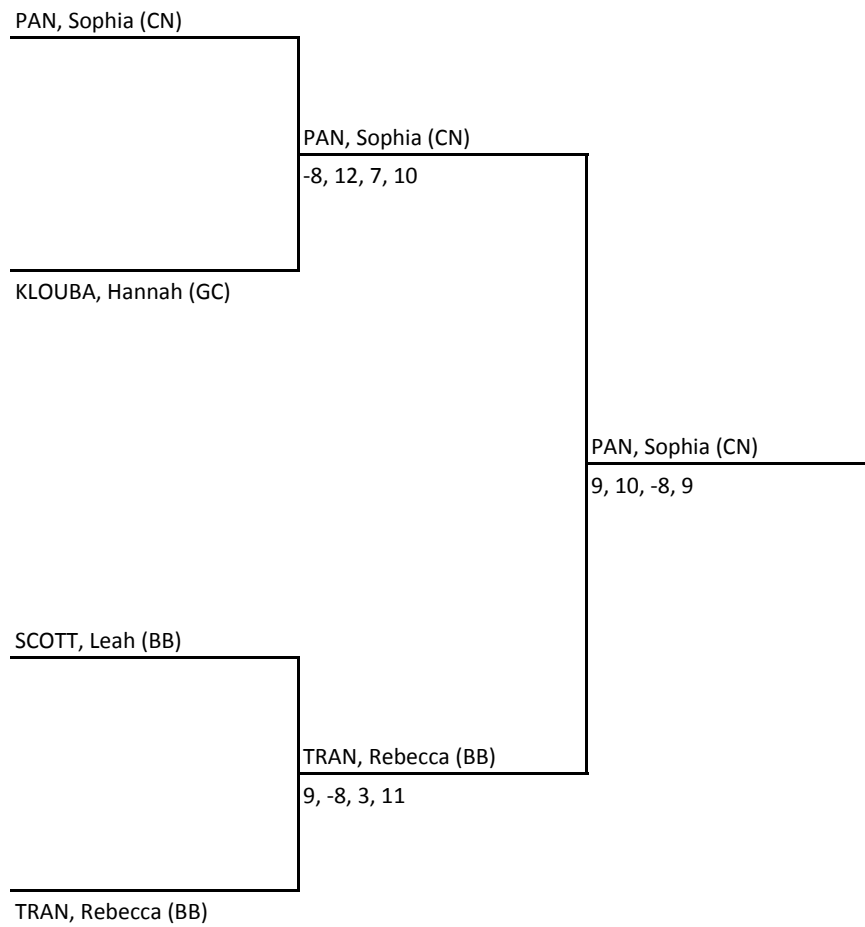 PAN, Sophia (CN)
PAN, Sophia (CN)
-8, 12, 7, 10
KLOUBA, Hannah (GC)
PAN, Sophia (CN)
9, 10, -8, 9
SCOTT, Leah (BB)
TRAN, Rebecca (BB)
9, -8, 3, 11
TRAN, Rebecca (BB)